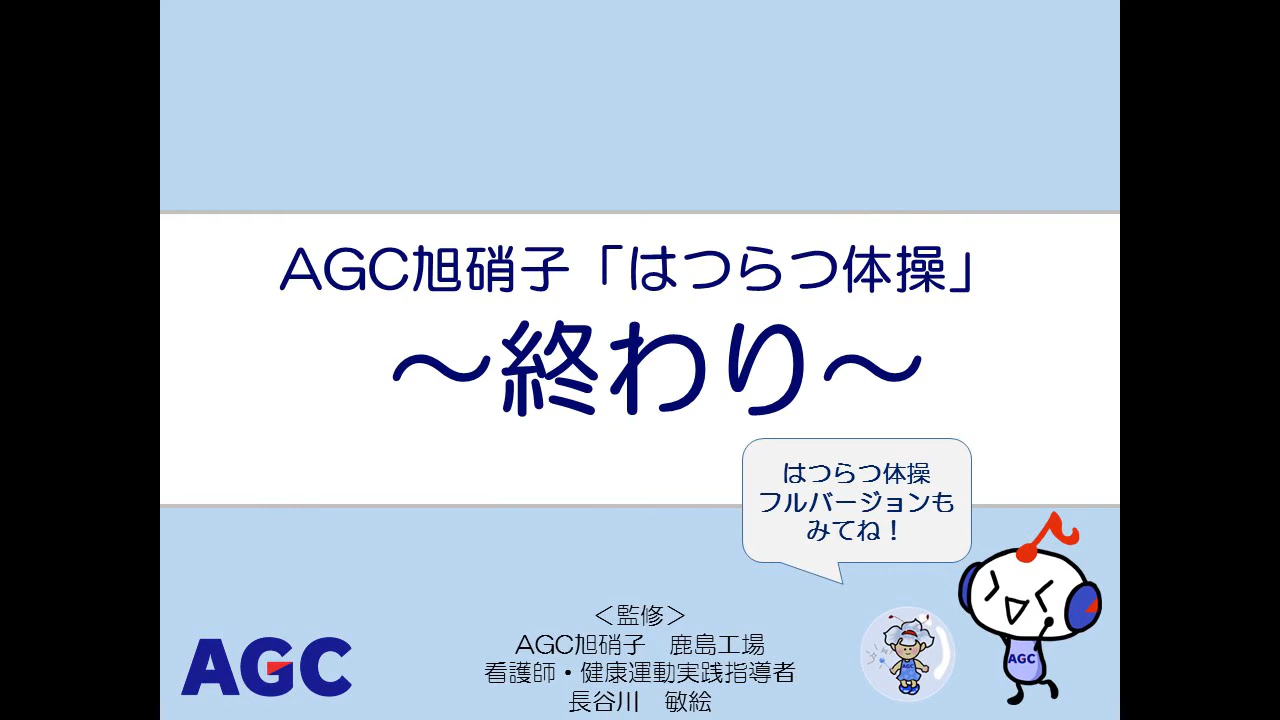 AGC旭硝子「はつらつ体操」
～終わり～
はつらつ体操
フルバージョンも
みてね！
＜監修＞
AGC旭硝子　鹿島工場
看護師・健康運動実践指導者
長谷川　敏絵
AGC
AGC